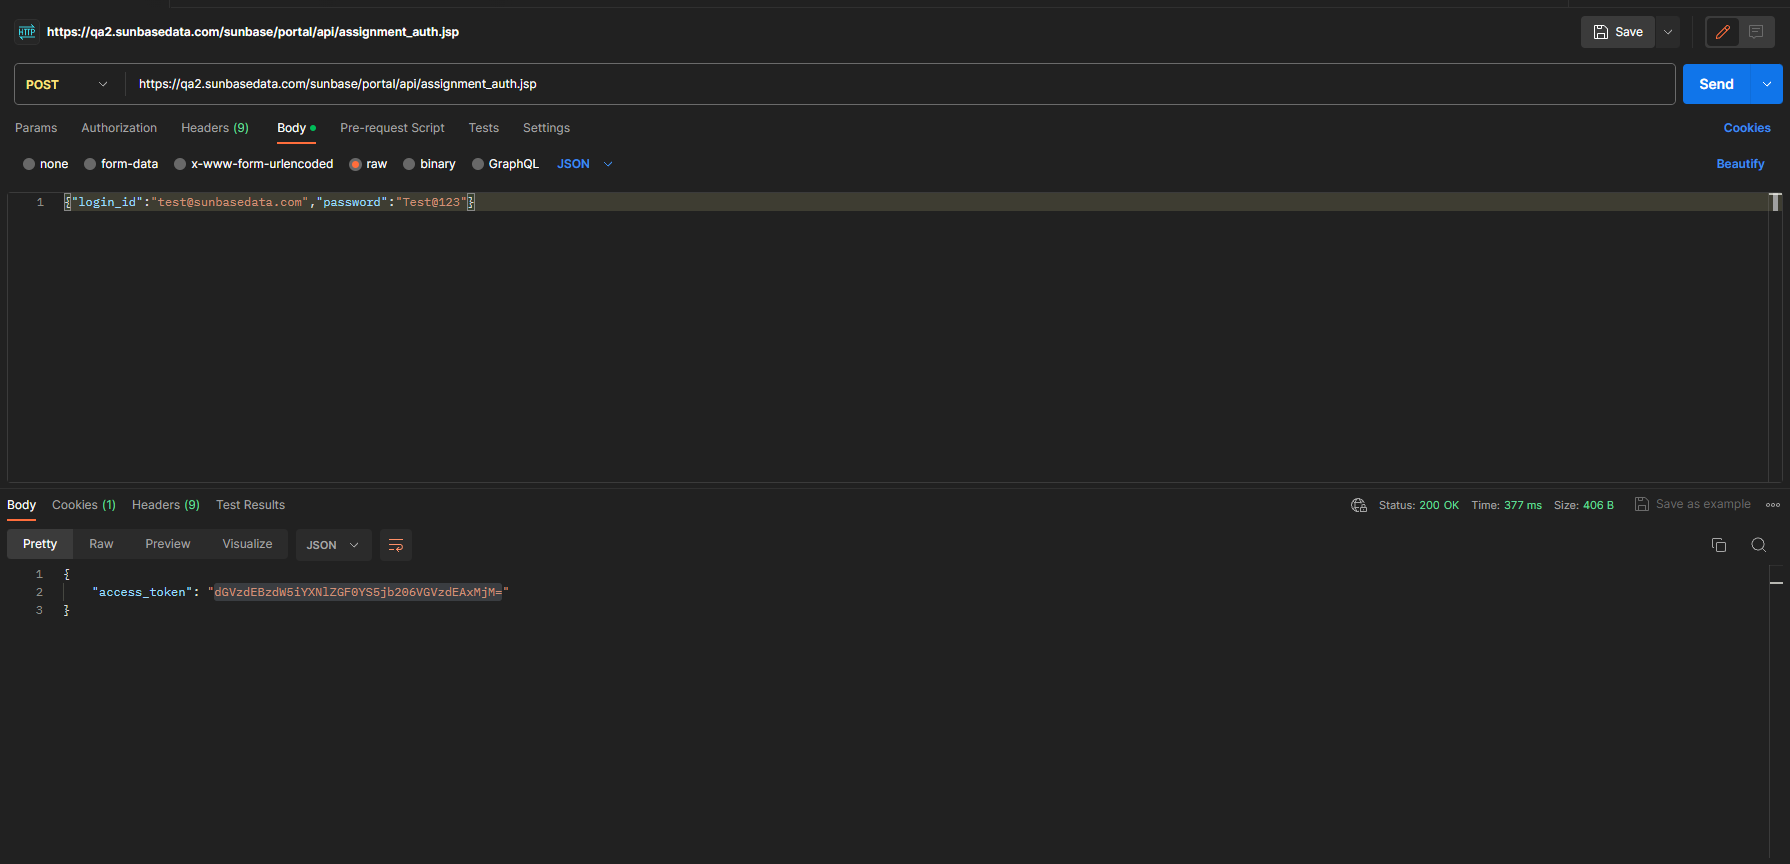 HTTP https://qa2.sunbasedata.com/sunbase/portal/api/assignment_auth.jsp Save
POST https://qa2.sunbasedata.com/sunbase/portal/api/assignment_auth.jsp Send
Params Authorization Headers (9) Body Pre-request Script Tests Settings Cookies
none form-data x-www-form-urlencoded raw binary GraphQL JSON Beautify
1 {"login_id":"test@sunbasedata.com","password":"Test@123"}
Body Cookies (1) Headers (9) Test Results Status: 200 OK Time: 377 ms Size: 406 B Save as example
Pretty Raw Preview Visualize JSON
1 {
2 "access_token": "dGVzdEBzdW5iYXNlZGF0YS5jb206VGVzdEAxMjM="
3 }